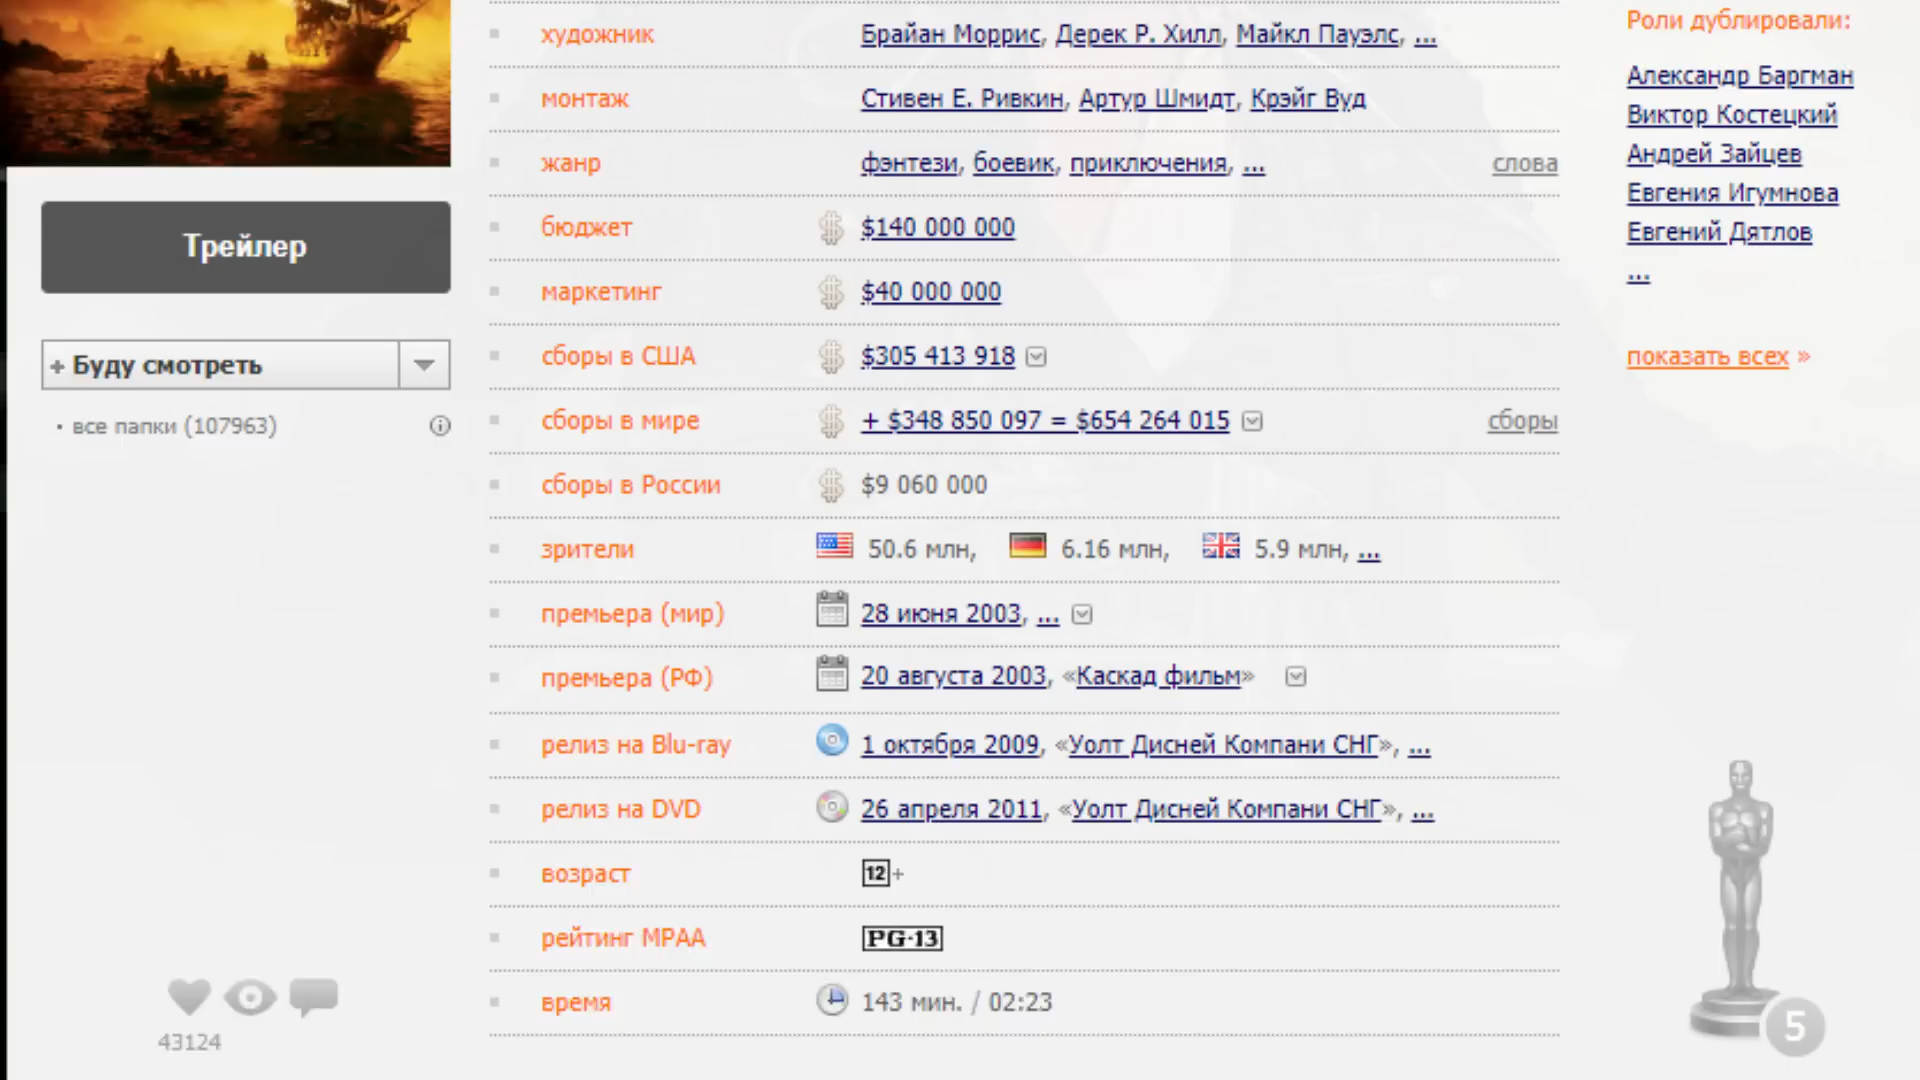 художник Брайан Моррис, Дерек Р. Хилл, Майкл Пауэлс, ...
монтаж Стивен Е. Ривкин, Артур Шмидт, Крэйг Вуд
жанр фэнтези, боевик, приключения, ... слова
бюджет $140 000 000
маркетинг $40 000 000
сборы в США $305 413 918
сборы в мире + $348 850 097 = $654 264 015 сборы
сборы в России $9 060 000
зрители 50.6 млн, 6.16 млн, 5.9 млн, ...
премьера (мир) 28 июня 2003, ...
премьера (РФ) 20 августа 2003, «Каскад фильм»
релиз на Blu-ray 1 октября 2009, «Уолт Дисней Компани СНГ», ...
релиз на DVD 26 апреля 2011, «Уолт Дисней Компани СНГ», ...
возраст 12+
рейтинг MPAA PG-13
время 143 мин. / 02:23
Трейлер
+ Буду смотреть
• все папки (107963)
43124
Роли дублировали:
Александр Баргман
Виктор Костецкий
Андрей Зайцев
Евгения Игумнова
Евгений Дятлов
...
показать всех »
5